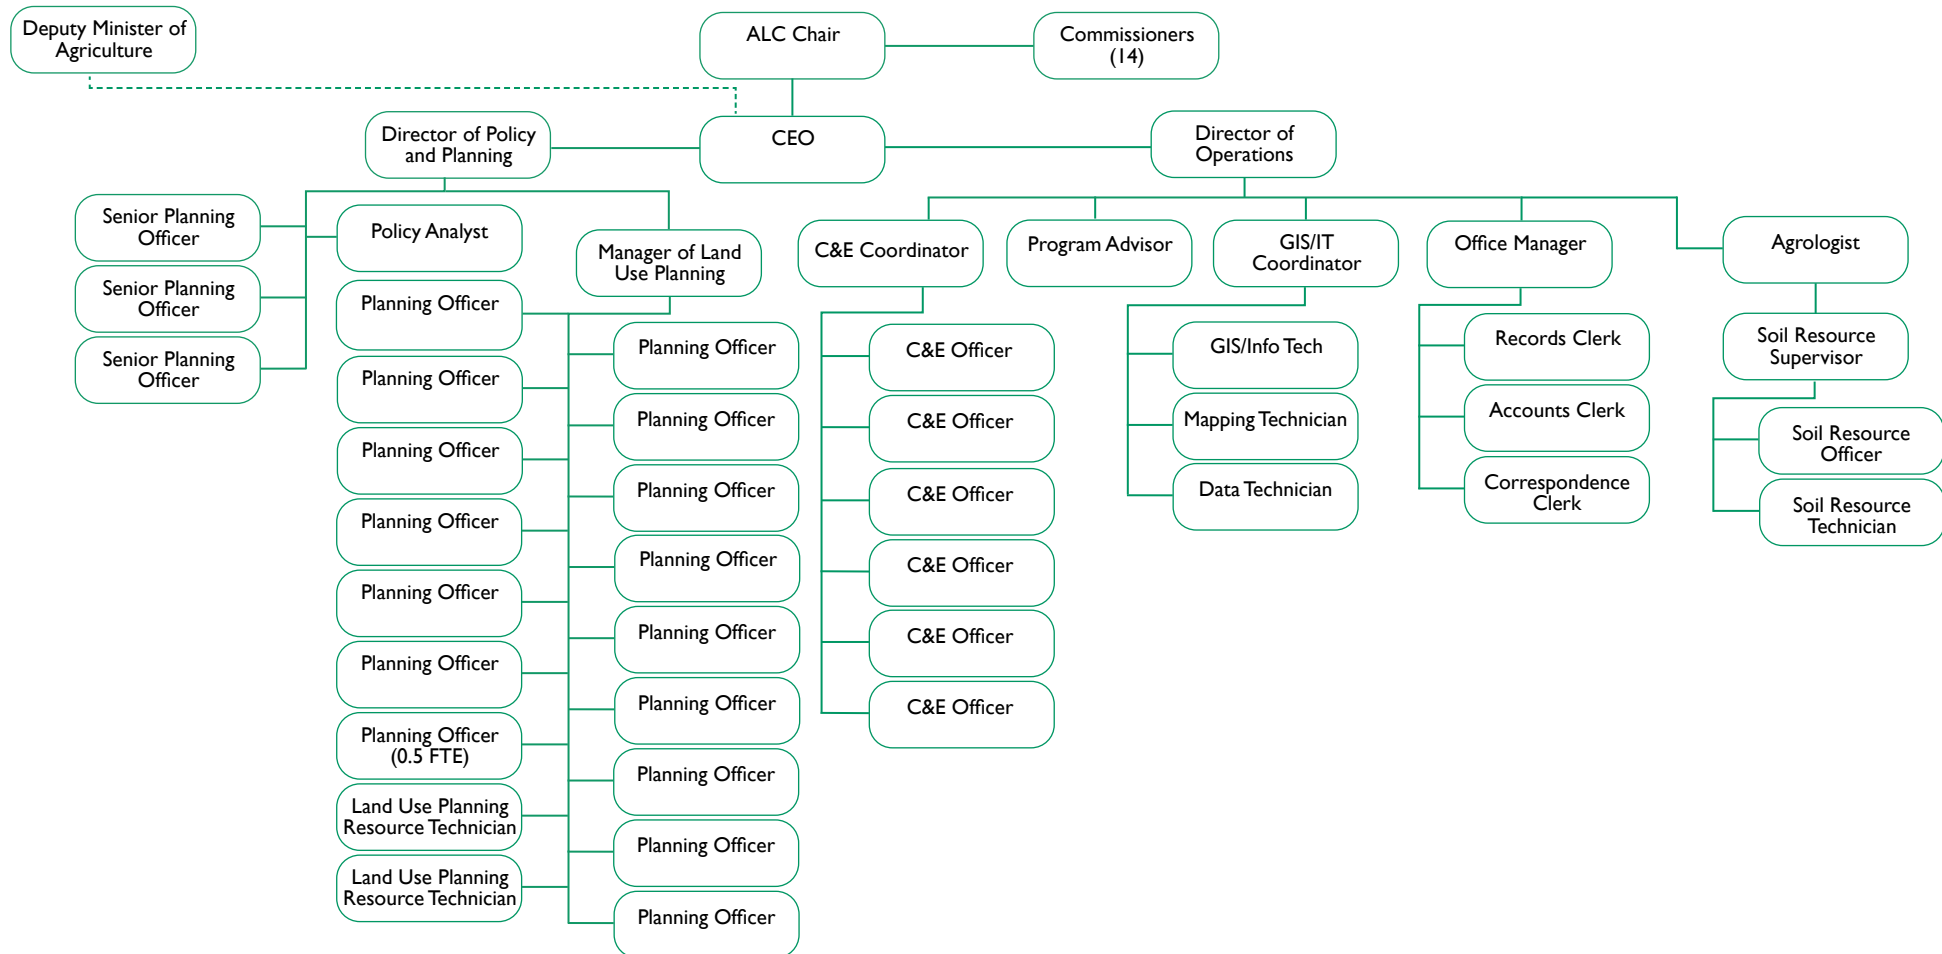 Deputy Minister of
Agriculture
ALC Chair
Commissioners
(14)
Director of Policy
and Planning
CEO
Director of
Operations
Senior Planning
Officer
Senior Planning
Officer
Senior Planning
Officer
Policy Analyst
Manager of Land
Use Planning
Planning Officer
Planning Officer
Planning Officer
Planning Officer
Planning Officer
Planning Officer
Planning Officer
(0.5 FTE)
Land Use Planning
Resource Technician
Land Use Planning
Resource Technician
Planning Officer
Planning Officer
Planning Officer
Planning Officer
Planning Officer
Planning Officer
Planning Officer
Planning Officer
Planning Officer
C&E Coordinator
C&E Officer
C&E Officer
C&E Officer
C&E Officer
C&E Officer
C&E Officer
Program Advisor
GIS/IT
Coordinator
GIS/Info Tech
Mapping Technician
Data Technician
Office Manager
Records Clerk
Accounts Clerk
Correspondence
Clerk
Agrologist
Soil Resource
Supervisor
Soil Resource
Officer
Soil Resource
Technician